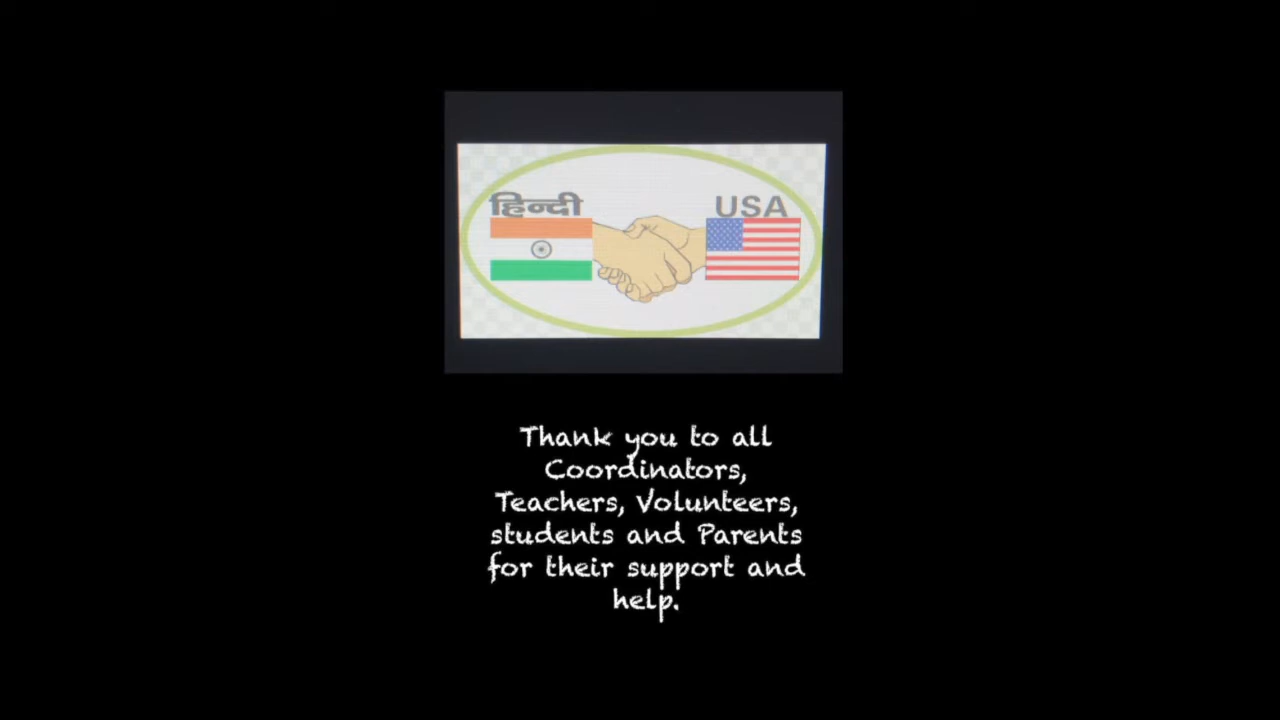 हिन्दी
USA
Thank you to all
Coordinators,
Teachers, Volunteers,
students and Parents
for their support and
help.